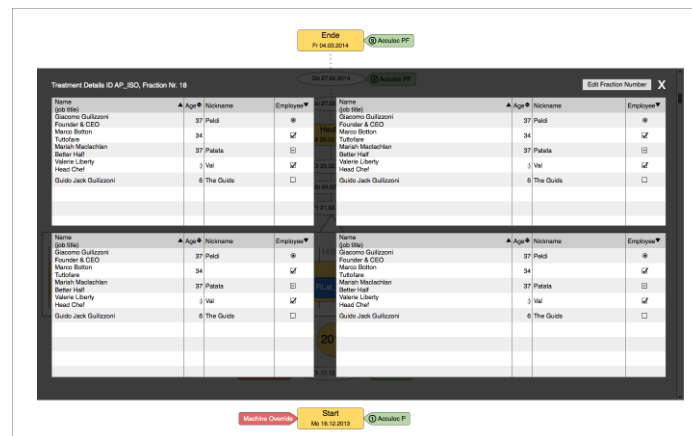 Ende
Fr 04.03.2014
0 Acculoc PF
Do 27.02.2014
Acculoc PF
Treatment Details ID AP_ISO, Fraction Nr. 18
Edit Fraction Number
X
Name
(job title)
Age
Nickname
Employee
Giacomo Guilizzoni
Founder & CEO
37
Peldi
Marco Botton
Tuttofare
34
Mariah Maclachlan
Better Half
37
Patata
Valerie Liberty
Head Chef
:)
Val
Guido Jack Guilizzoni
6
The Guids
Name
(job title)
Age
Nickname
Employee
Giacomo Guilizzoni
Founder & CEO
37
Peldi
Marco Botton
Tuttofare
34
Mariah Maclachlan
Better Half
37
Patata
Valerie Liberty
Head Chef
:)
Val
Guido Jack Guilizzoni
6
The Guids
Name
(job title)
Age
Nickname
Employee
Giacomo Guilizzoni
Founder & CEO
37
Peldi
Marco Botton
Tuttofare
34
Mariah Maclachlan
Better Half
37
Patata
Valerie Liberty
Head Chef
:)
Val
Guido Jack Guilizzoni
6
The Guids
Name
(job title)
Age
Nickname
Employee
Giacomo Guilizzoni
Founder & CEO
37
Peldi
Marco Botton
Tuttofare
34
Mariah Maclachlan
Better Half
37
Patata
Valerie Liberty
Head Chef
:)
Val
Guido Jack Guilizzoni
6
The Guids
Machine Override
Start
Mo 16.12.2013
1 Acculoc P